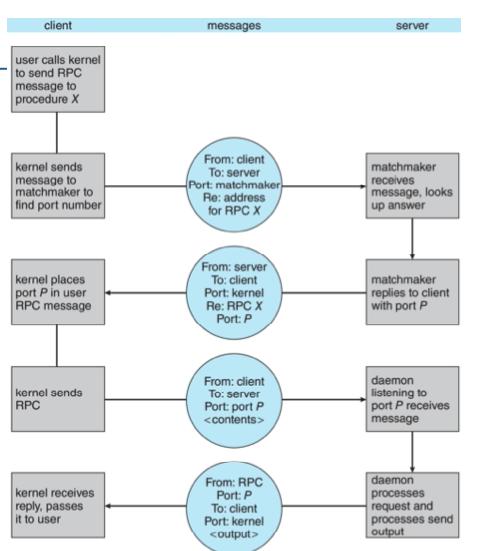 client messages server
user calls kernel
to send RPC
message to
procedure X
kernel sends
message to
matchmaker to
find port number
From: client
To: server
Port: matchmaker
Re: address
for RPC X
matchmaker
receives
message, looks
up answer
kernel places
port P in user
RPC message
From: server
To: client
Port: kernel
Re: RPC X
Port: P
matchmaker
replies to client
with port P
kernel sends
RPC
From: client
To: server
Port: port P
<contents>
daemon
listening to
port P receives
message
kernel receives
reply, passes
it to user
From: RPC
Port: P
To: client
Port: kernel
<output>
daemon
processes
request and
processes send
output